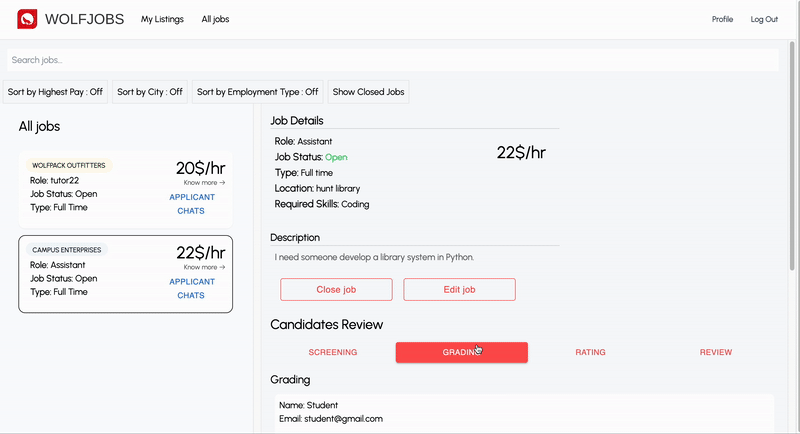 WOLFJOBS My Listings All jobs Profile Log Out
Search jobs...
Sort by Highest Pay : Off Sort by City : Off Sort by Employment Type : Off Show Closed Jobs
All jobs
WOLFPACK OUTFITTERS
20$/hr
Know more →
Role: tutor22
Job Status: Open
Type: Full Time
APPLICANT CHATS
CAMPUS ENTERPRISES
22$/hr
Know more →
Role: Assistant
Job Status: Open
Type: Full Time
APPLICANT CHATS
Job Details
Role: Assistant
22$/hr
Job Status: Open
Type: Full time
Location: hunt library
Required Skills: Coding
Description
I need someone develop a library system in Python.
Close job Edit job
Candidates Review
SCREENING GRADING RATING REVIEW
Grading
Name: Student
Email: student@gmail.com